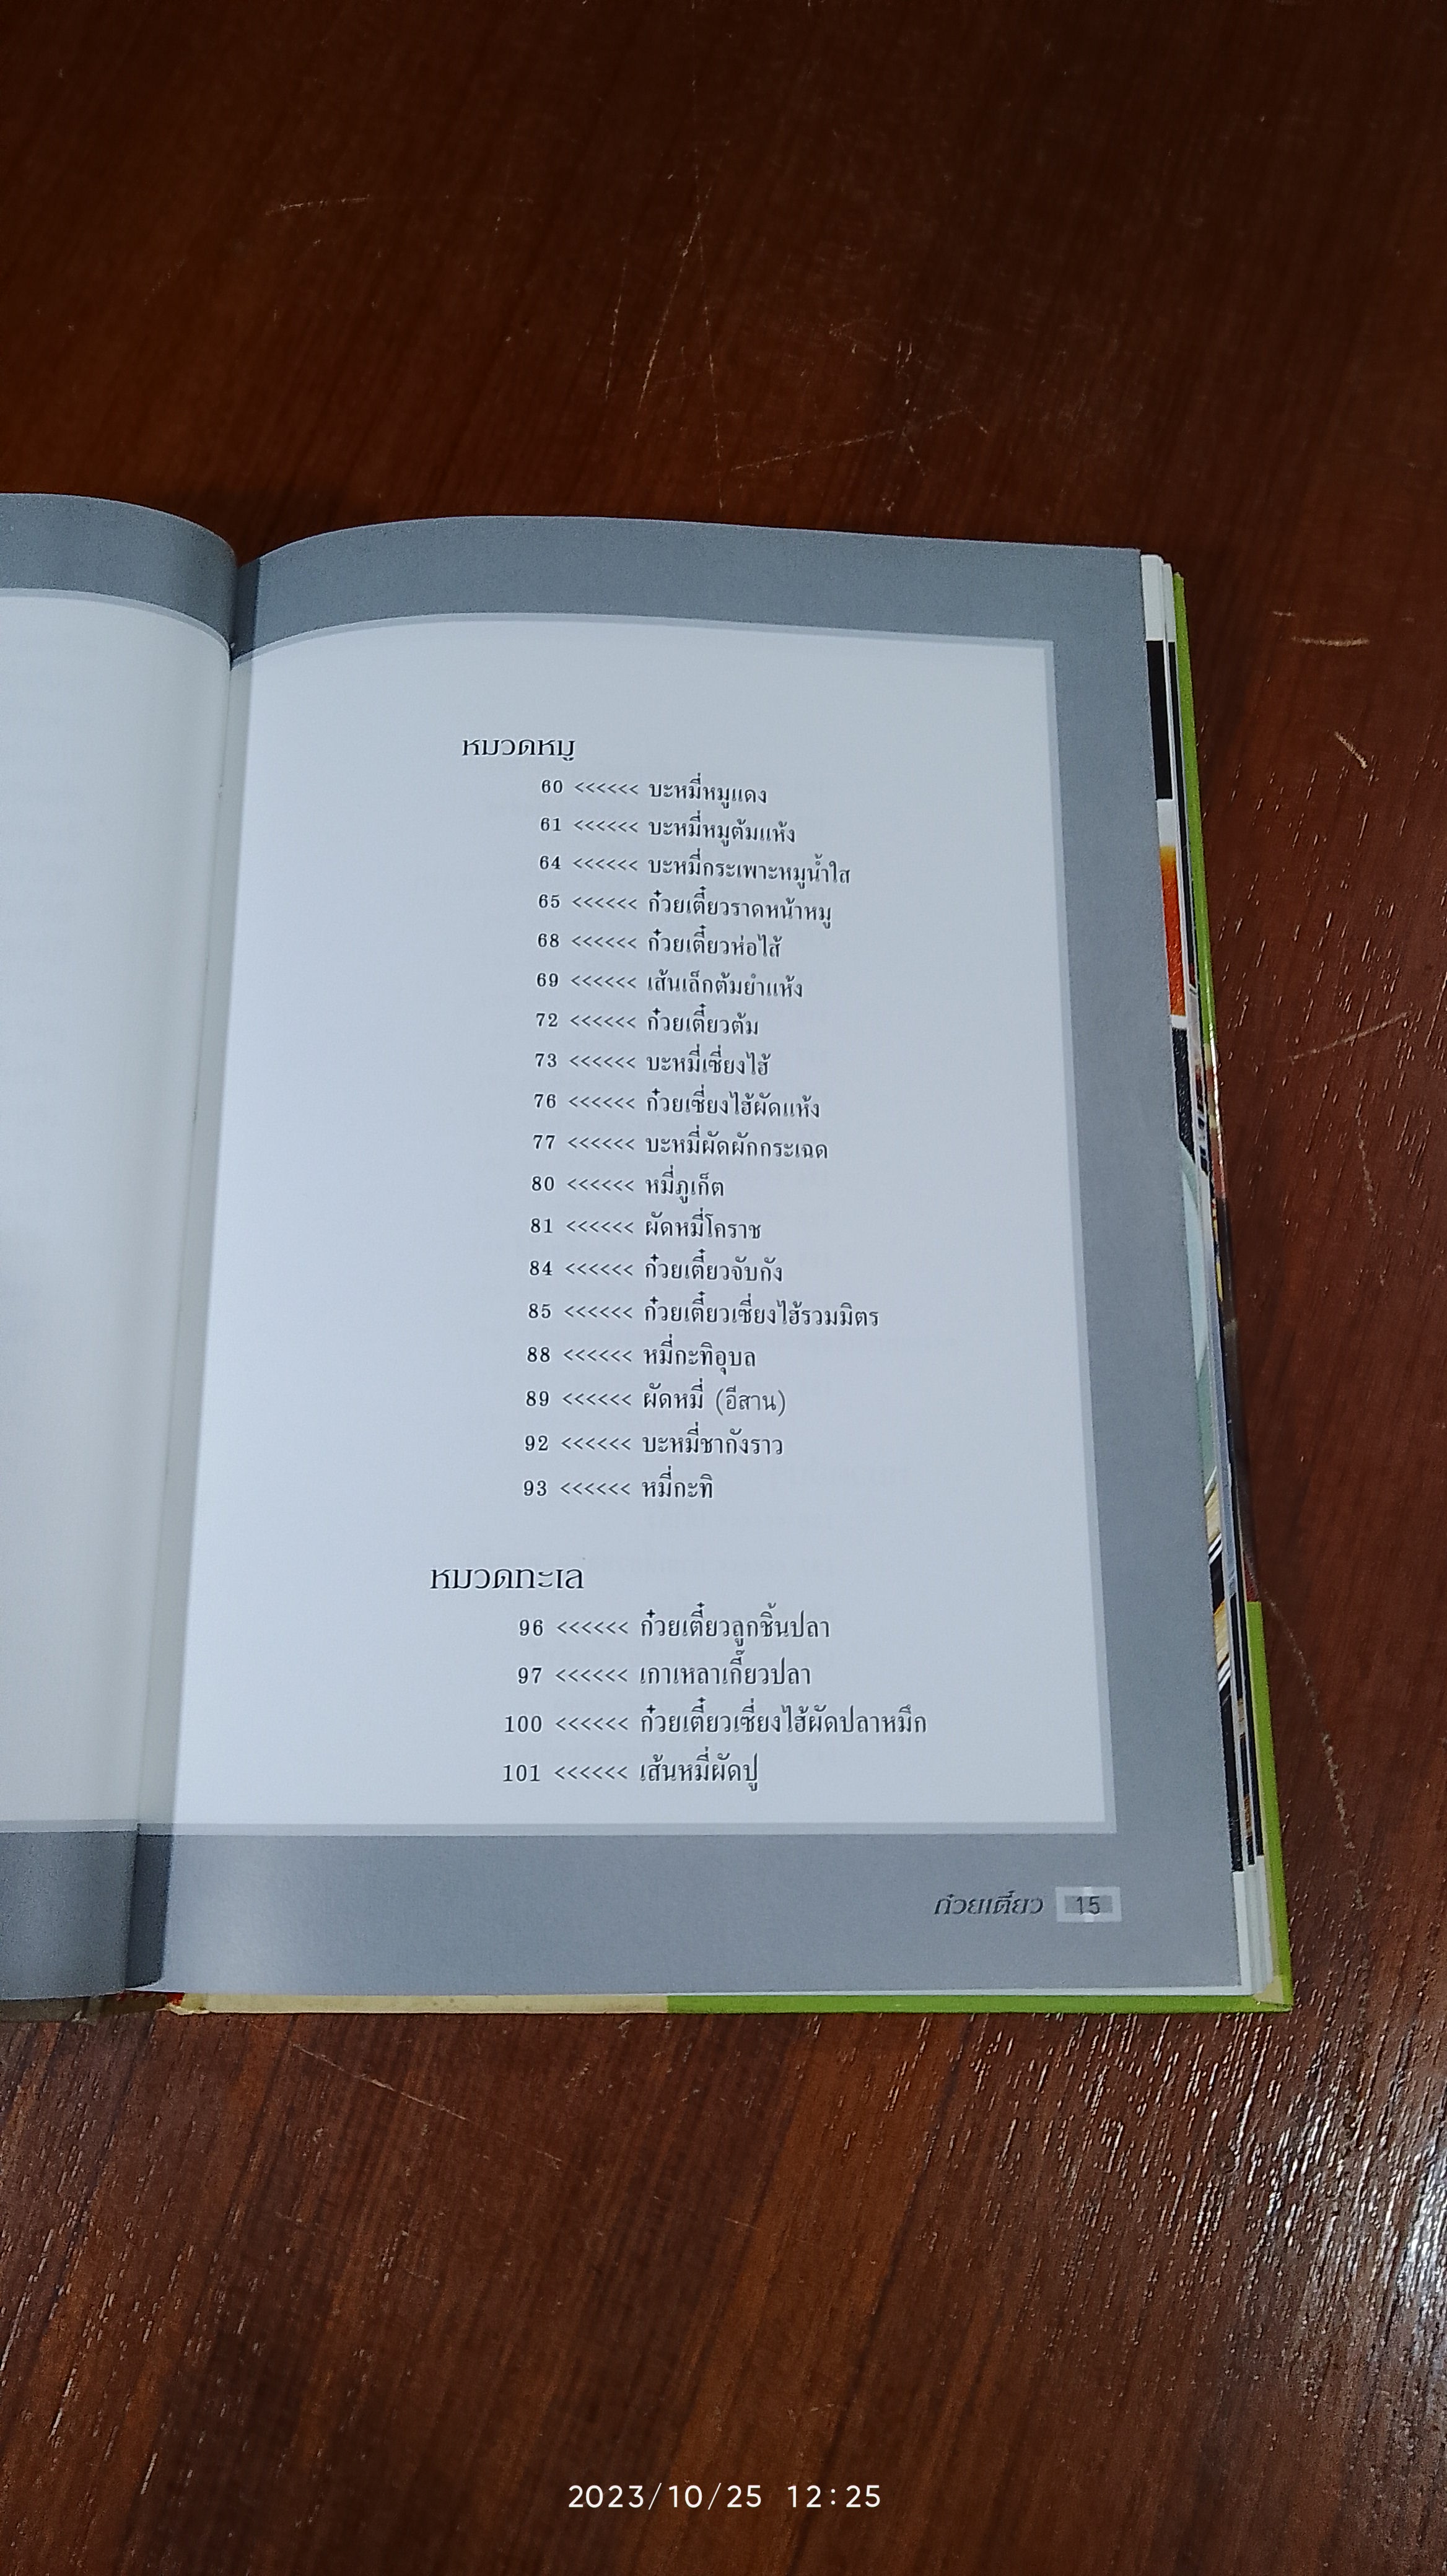 หมวดหมู
60 <<<<<< บะหมี่หมูแดง
61 <<<<<< บะหมี่หมูต้มแห้ง
64 <<<<<< บะหมี่กระเพาะหมูน้ำใส
65 <<<<<< ก๋วยเตี๋ยวราดหน้าหมู
68 <<<<<< ก๋วยเตี๋ยวห่อไส้
69 <<<<<< เส้นเล็กต้มยำแห้ง
72 <<<<<< ก๋วยเตี๋ยวต้ม
73 <<<<<< บะหมี่เซี่ยงไฮ้
76 <<<<<< ก๋วยเซี่ยงไฮ้ผัดแห้ง
77 <<<<<< บะหมี่ผัดผักกระเฉด
80 <<<<<< หมี่ภูเก็ต
81 <<<<<< ผัดหมี่โคราช
84 <<<<<< ก๋วยเตี๋ยวจับกัง
85 <<<<<< ก๋วยเตี๋ยวเซี่ยงไฮ้รวมมิตร
88 <<<<<< หมี่กะทิอุบล
89 <<<<<< ผัดหมี่ (อีสาน)
92 <<<<<< บะหมี่ชากังราว
93 <<<<<< หมี่กะทิ
หมวดทะเล
96 <<<<<< ก๋วยเตี๋ยวลูกชิ้นปลา
97 <<<<<< เกาเหลาเกี๊ยวปลา
100 <<<<<< ก๋วยเตี๋ยวเซี่ยงไฮ้ผัดปลาหมึก
101 <<<<<< เส้นหมี่ผัดปู
ก๋วยเตี๋ยว 15
2023/10/25 12:25